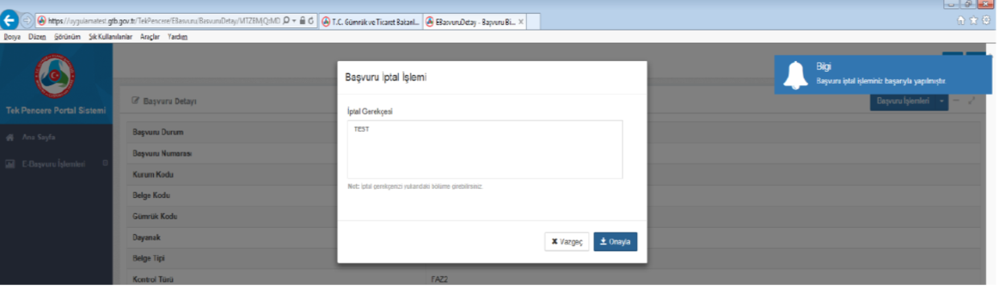 https://uygulamatest.gtb.gov.tr/TekPencere/EBasvuru/BasvuruDetay/MTZBMjQzMD
T.C. Gümrük ve Ticaret Bakanl...
EBasvuruDetay - Başvuru Bi...
Dosya Düzen Görünüm Sık Kullanılanlar Araçlar Yardım
Tek Pencere Portal Sistemi
Ana Sayfa
E-Başvuru İşlemleri
Başvuru Detayı
Başvuru İşlemleri
Başvuru Durum
Başvuru Numarası
Kurum Kodu
Belge Kodu
Gümrük Kodu
Dayanak
Belge Tipi
Kontrol Türü
FAZ2
Başvuru İptal İşlemi
İptal Gerekçesi
TEST
Not: İptal gerekçenizi yukarıdaki bölüme girebilirsiniz.
Vazgeç
Onayla
Bilgi
Başvuru iptal işleminiz başarıyla yapılmıştır.